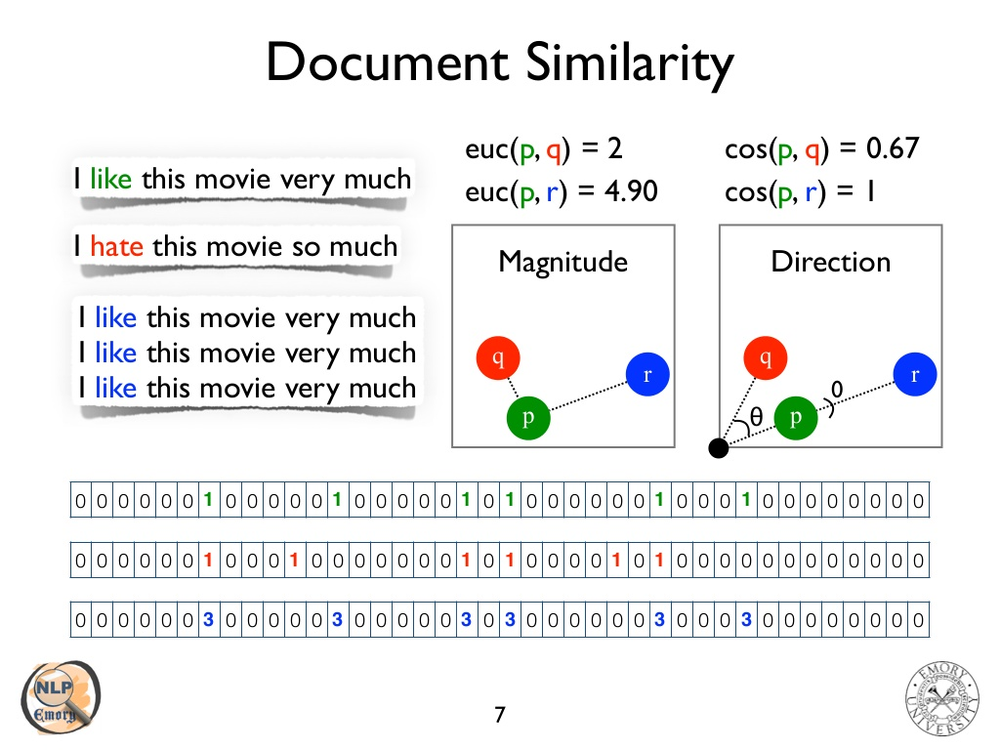 Document Similarity
I like this movie very much
I hate this movie so much
I like this movie very much
I like this movie very much
I like this movie very much
euc(p, q) = 2
euc(p, r) = 4.90
cos(p, q) = 0.67
cos(p, r) = 1
Magnitude
q
r
p
Direction
q
r
0
θ
p
0 0 0 0 0 0 1 0 0 0 0 0 1 0 0 0 0 0 1 0 1 0 0 0 0 0 0 1 0 0 0 1 0 0 0 0 0 0 0 0
0 0 0 0 0 0 1 0 0 0 1 0 0 0 0 0 0 0 1 0 1 0 0 0 0 1 0 1 0 0 0 0 0 0 0 0 0 0 0 0
0 0 0 0 0 0 3 0 0 0 0 0 3 0 0 0 0 0 3 0 3 0 0 0 0 0 0 3 0 0 0 3 0 0 0 0 0 0 0 0
NLP
Emory
7
EMORY
UNIVERSITY